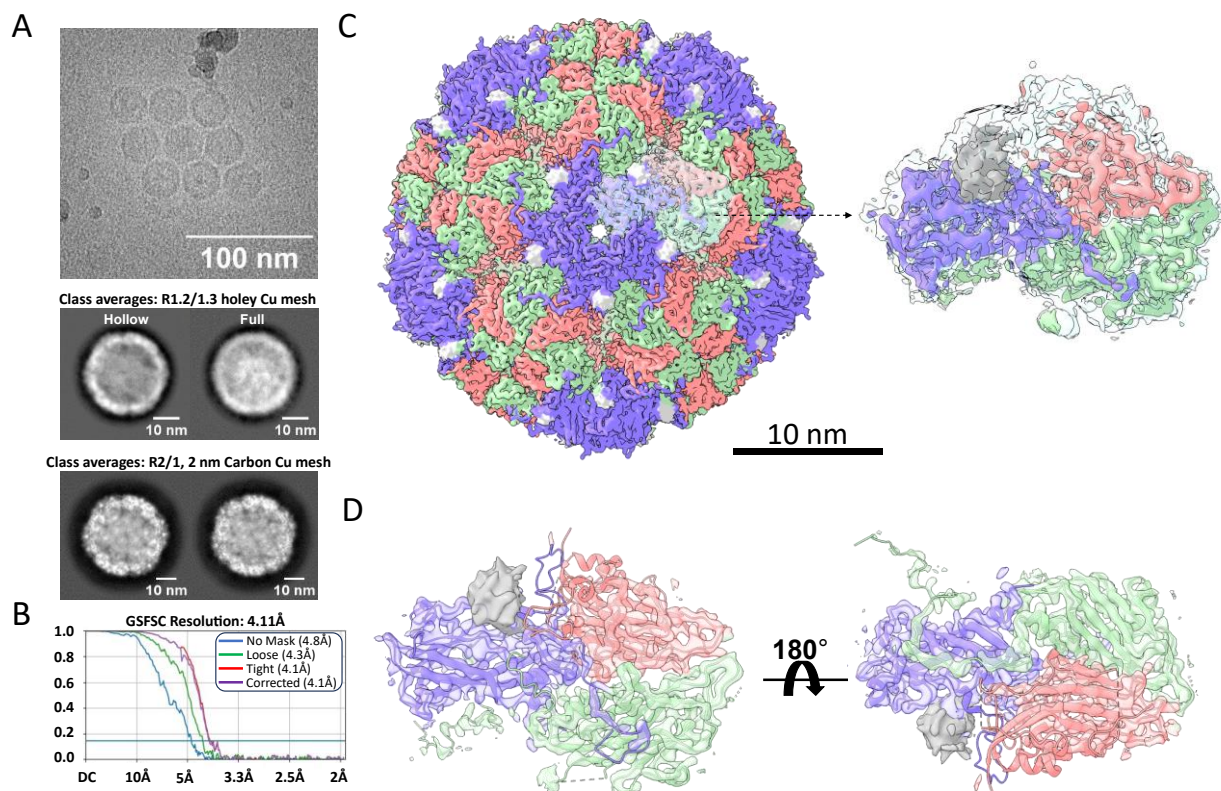 A
100 nm
Class averages: R1.2/1.3 holey Cu mesh
Hollow
Full
10 nm
10 nm
Class averages: R2/1, 2 nm Carbon Cu mesh
10 nm
10 nm
B
GSFSC Resolution: 4.11Å
1.0
0.8
0.6
0.4
0.2
0.0
No Mask (4.8Å)
Loose (4.3Å)
Tight (4.1Å)
Corrected (4.1Å)
DC
10Å
5Å
3.3Å
2.5Å
2Å
C
10 nm
D
180°